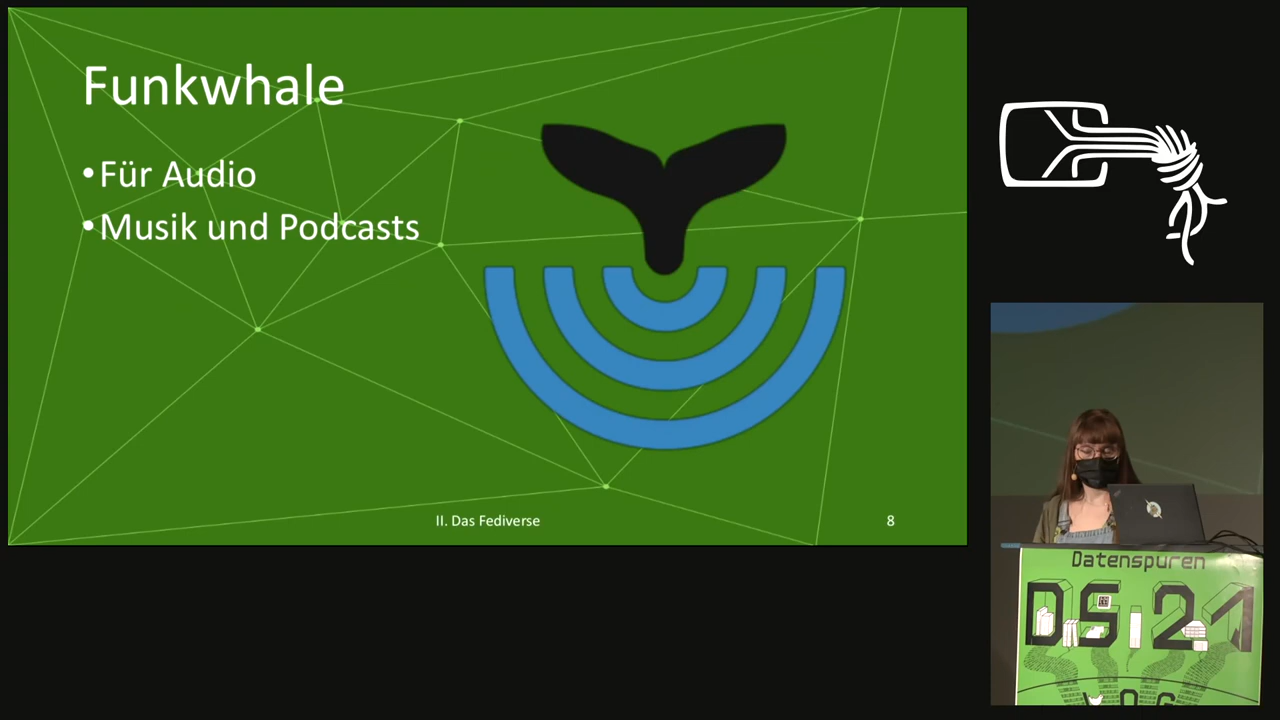 Funkwhale
•Für Audio
•Musik und Podcasts
II. Das Fediverse
8
Datenspuren
DS:21